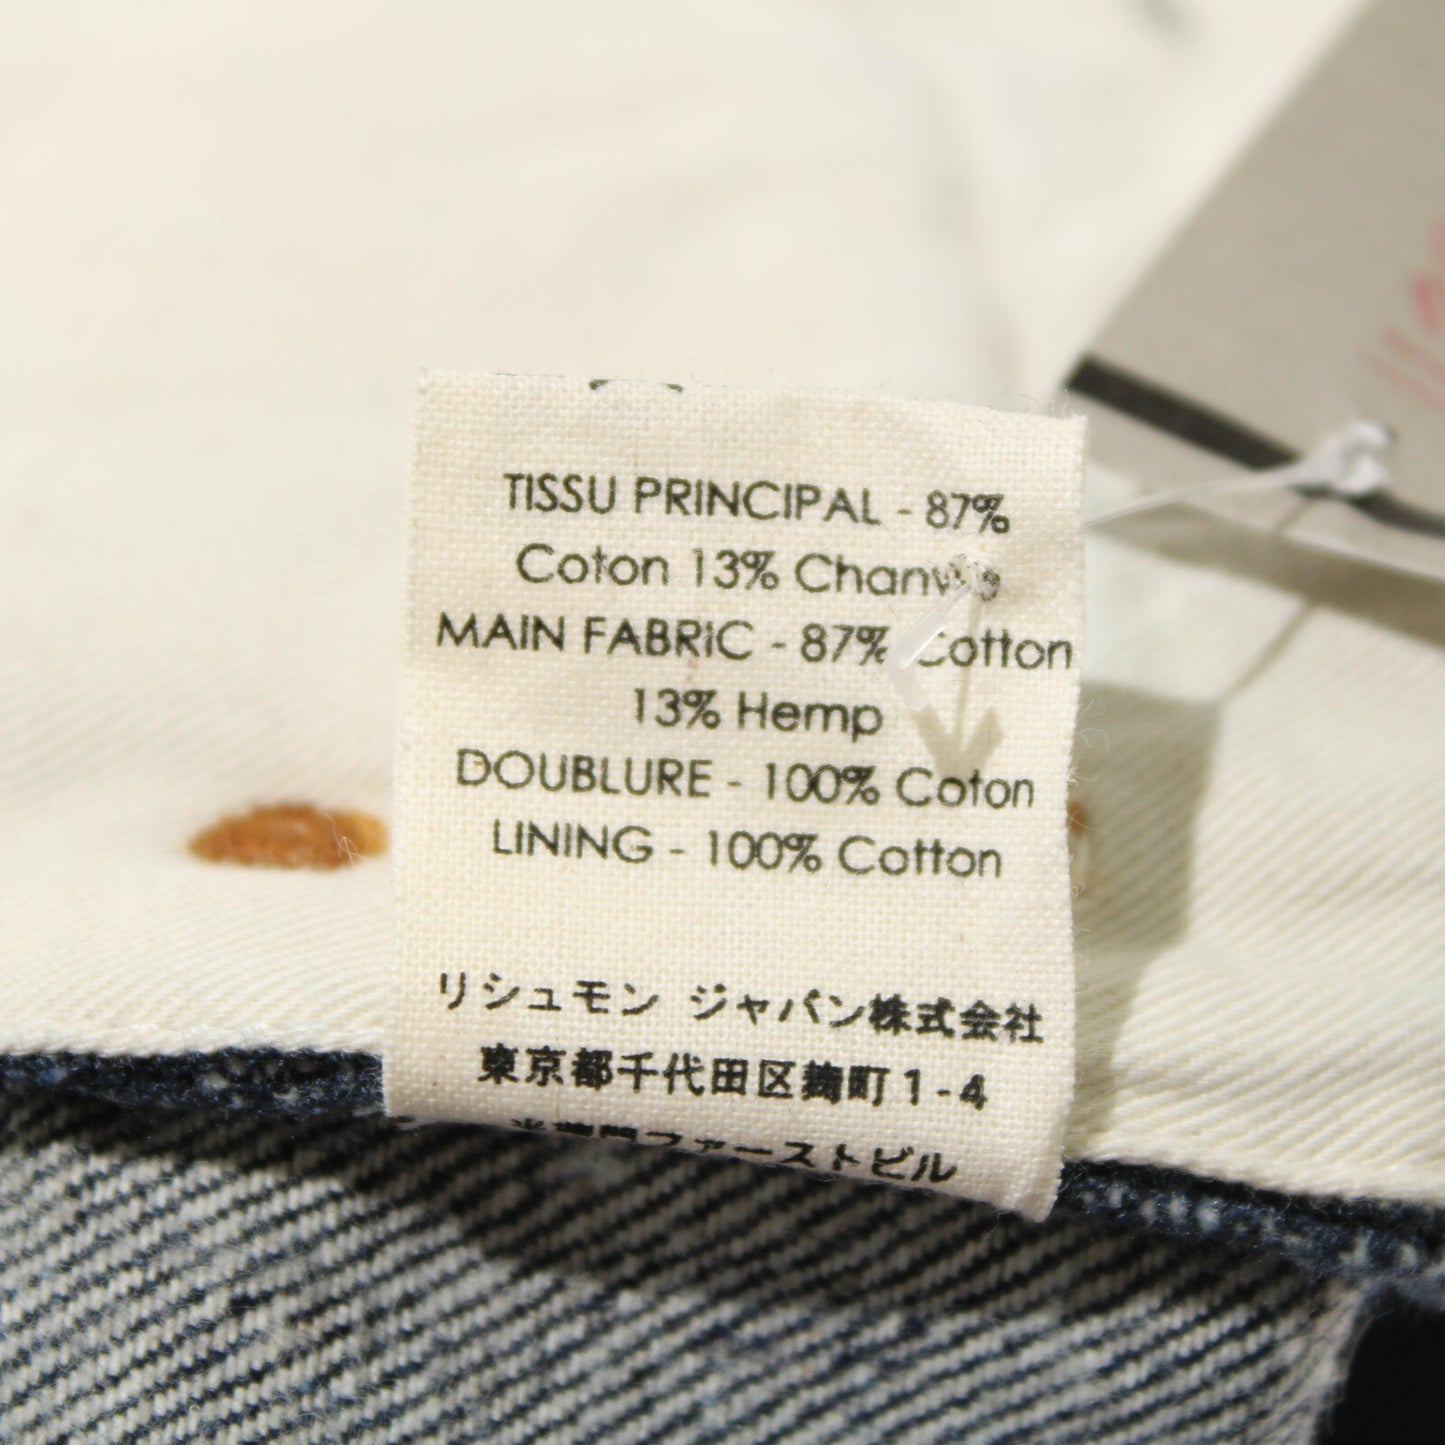 TISSU PRINCIPAL - 87%
Coton 13%
MAIN FABRIC - 87% Cotton
13% Hemp
DOUBLURE - 100% Coton
LINING - 100% Cotton
リシュモン ジャパン株式会社
東京都千代田区麹町1-4
ファーストビル